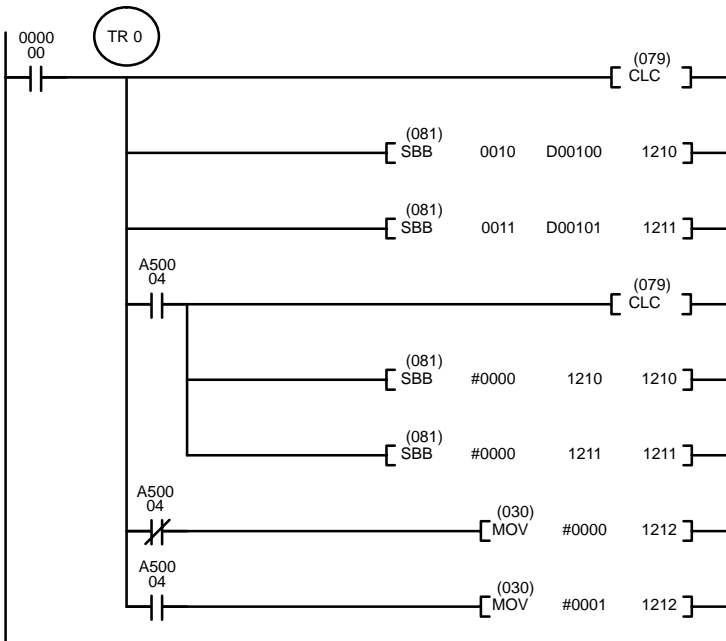 0000
00
TR 0
(079)
CLC
(081)
SBB 0010 D00100 1210
(081)
SBB 0011 D00101 1211
A500
04
(079)
CLC
(081)
SBB #0000 1210 1210
(081)
SBB #0000 1211 1211
A500
04
(030)
MOV #0000 1212
A500
04
(030)
MOV #0001 1212